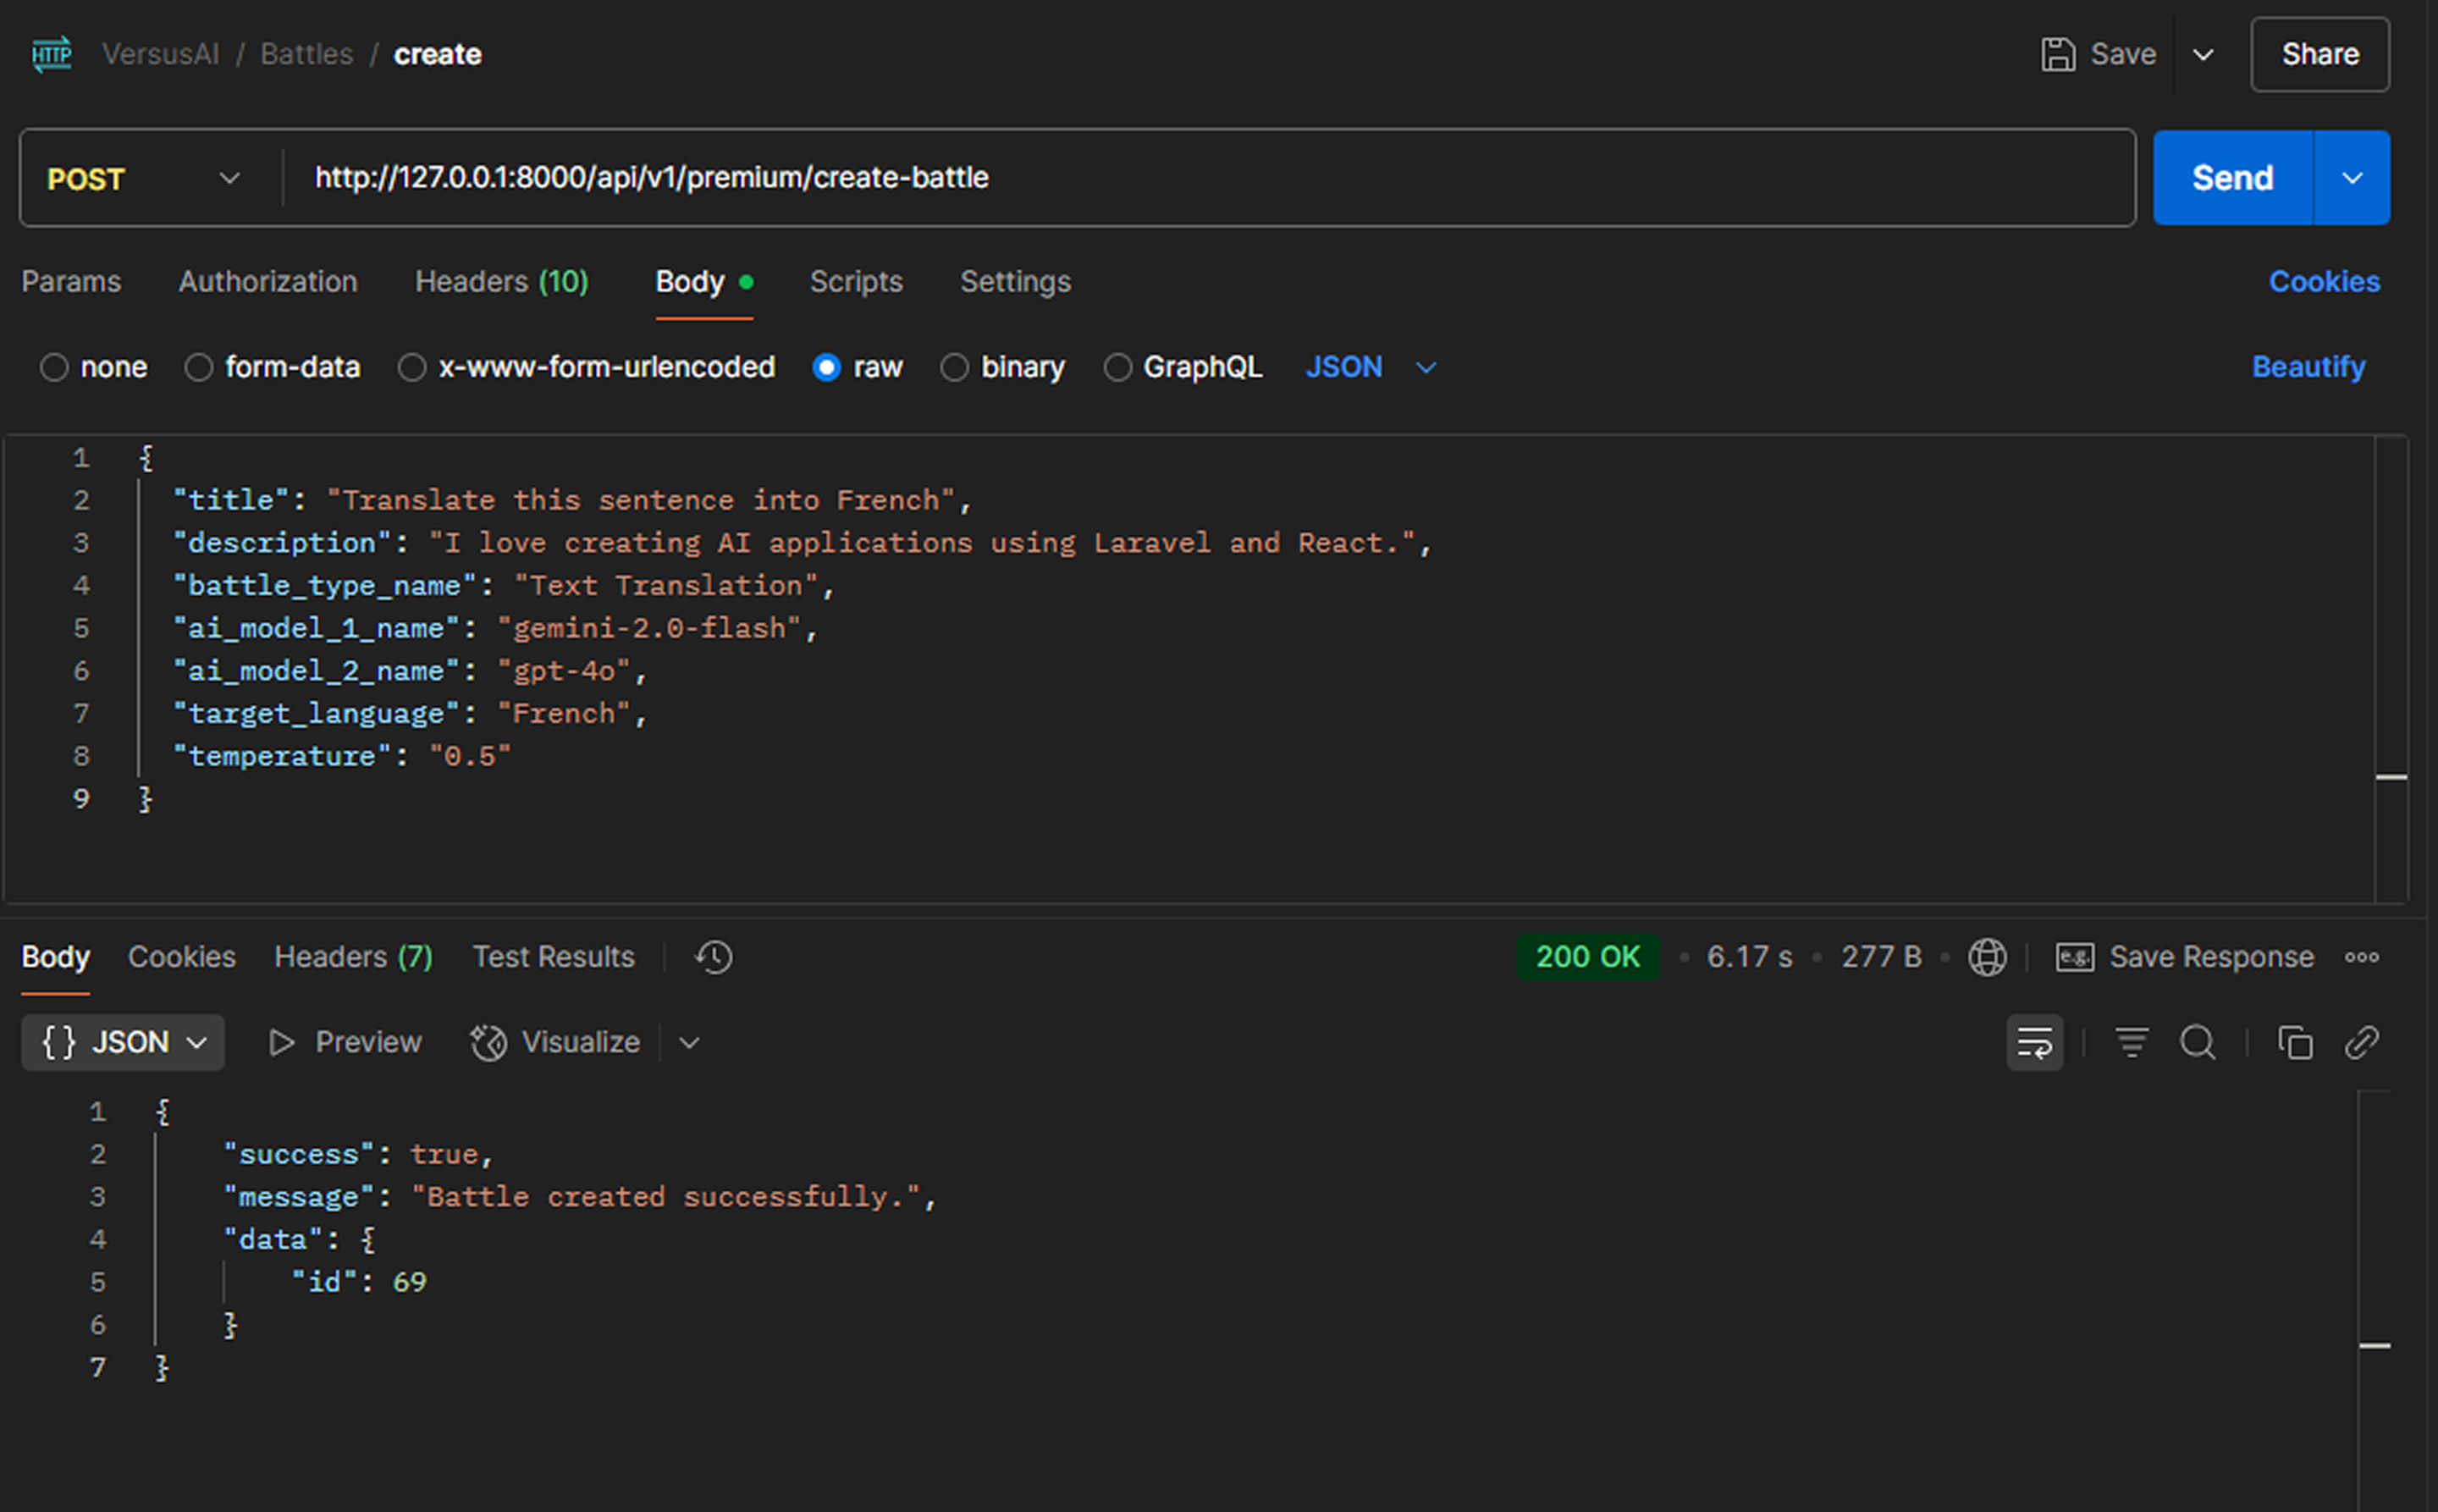 HTTP VersusAI / Battles / create Save Share
POST http://127.0.0.1:8000/api/v1/premium/create-battle Send
Params Authorization Headers (10) Body Scripts Settings Cookies
none form-data x-www-form-urlencoded raw binary GraphQL JSON Beautify
1 {
2 "title": "Translate this sentence into French",
3 "description": "I love creating AI applications using Laravel and React.",
4 "battle_type_name": "Text Translation",
5 "ai_model_1_name": "gemini-2.0-flash",
6 "ai_model_2_name": "gpt-4o",
7 "target_language": "French",
8 "temperature": "0.5"
9 }
Body Cookies Headers (7) Test Results 200 OK • 6.17 s • 277 B • e.g. Save Response
{} JSON Preview Visualize
1 {
2 "success": true,
3 "message": "Battle created successfully.",
4 "data": {
5 "id": 69
6 }
7 }